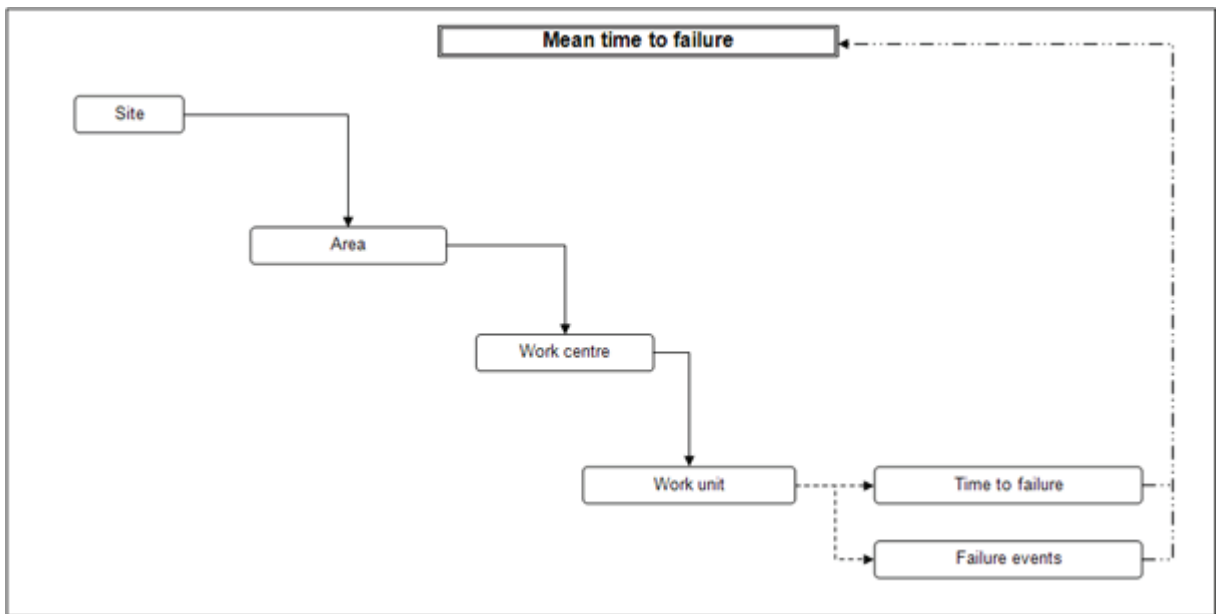 Mean time to failure
Site
Area
Work centre
Work unit
Time to failure
Failure events